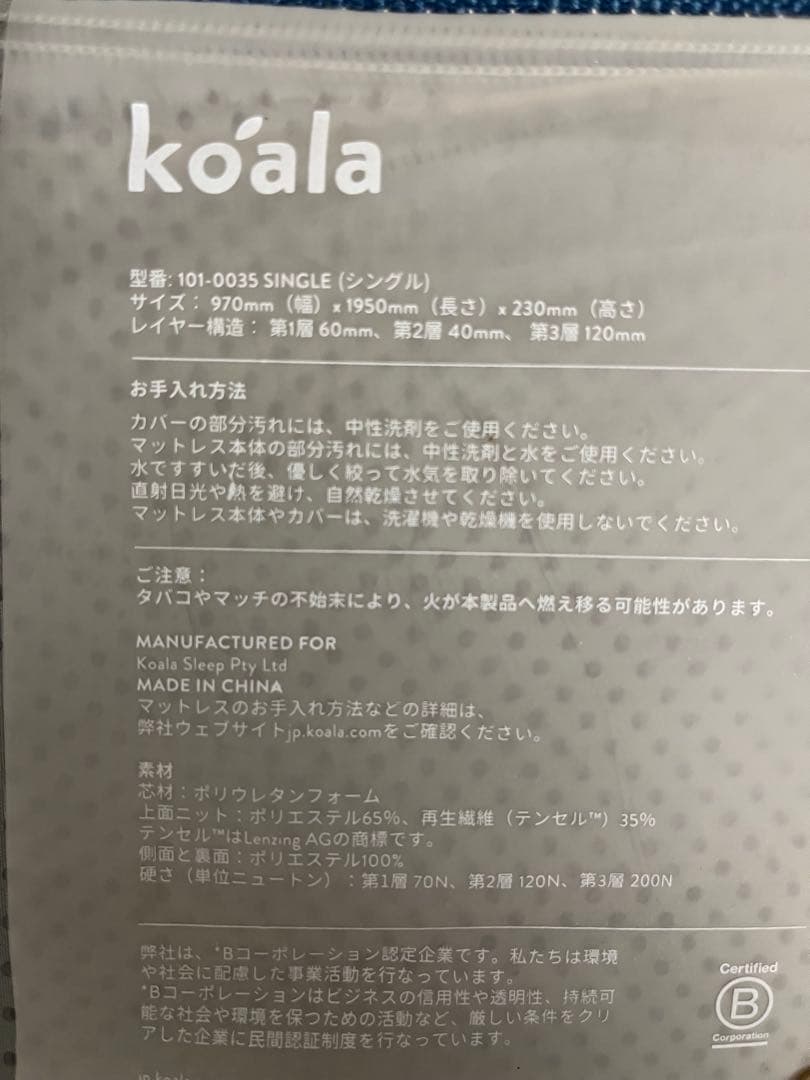 koala
型番: 101-0035 SINGLE (シングル)
サイズ： 970mm（幅）x 1950mm（長さ）x 230mm（高さ）
レイヤー構造： 第1層 60mm、第2層 40mm、 第3層 120mm
お手入れ方法
カバーの部分汚れには、中性洗剤をご使用ください。
マットレス本体の部分汚れには、中性洗剤と水をご使用ください。
水ですすいだ後、優しく絞って水気を取り除いてください。
直射日光や熱を避け、自然乾燥させてください。
マットレス本体やカバーは、洗濯機や乾燥機を使用しないでください。
ご注意：
タバコやマッチの不始末により、火が本製品へ燃え移る可能性があります。
MANUFACTURED FOR
Koala Sleep Pty Ltd
MADE IN CHINA
マットレスのお手入れ方法などの詳細は、
弊社ウェブサイトjp.koala.comをご確認ください。
素材
芯材：ポリウレタンフォーム
上面ニット：ポリエステル65%、再生繊維（テンセル™）35%
テンセル™はLenzing AGの商標です。
側面と裏面：ポリエステル100%
硬さ（単位ニュートン）：第1層 70N、第2層 120N、第3層 200N
弊社は、*Bコーポレーション認定企業です。私たちは環境
や社会に配慮した事業活動を行なっています。
*Bコーポレーションはビジネスの信用性や透明性、持続可
能な社会や環境を保つための活動など、厳しい条件をクリ
アした企業に民間認証制度を行なっています。
Certified
B
Corporation
jp.koala